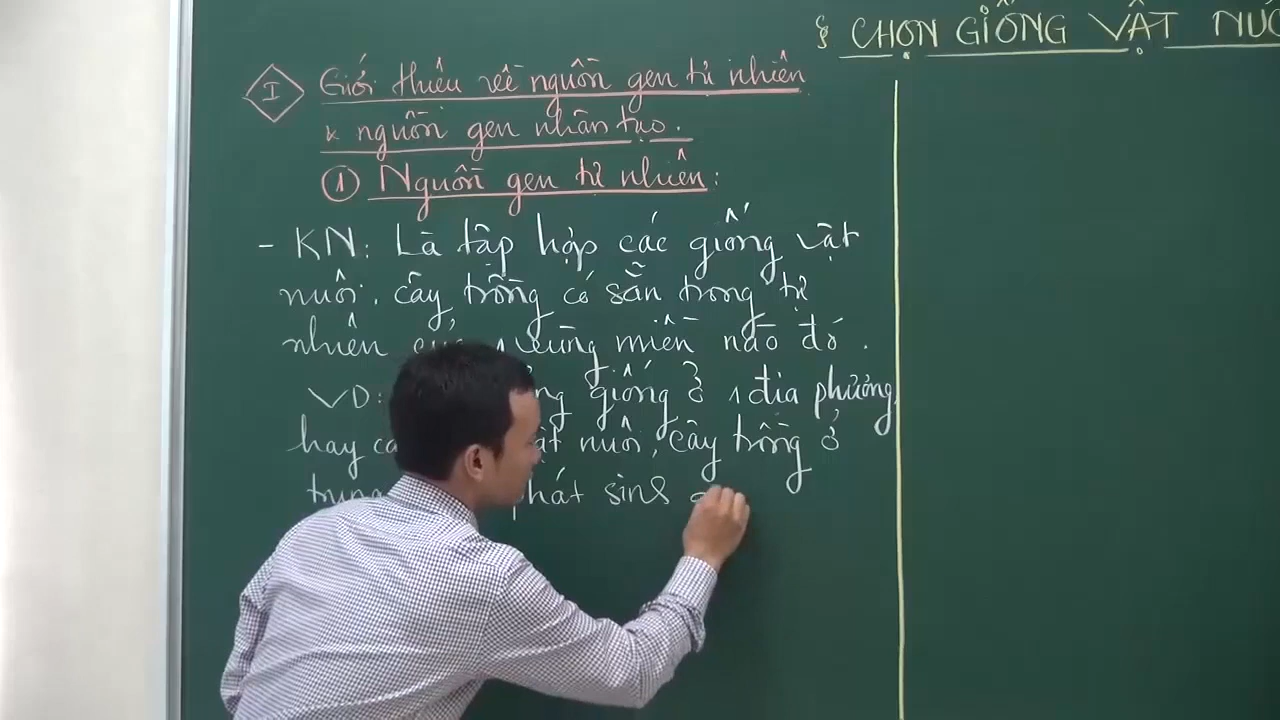 § CHỌN GIỐNG VẬT
I Giới thiệu về nguồn gen tự nhiên
& nguồn gen nhân tạo.
① Nguồn gen tự nhiên:
- KN: Là tập hợp các giống vật
nuôi, cây trồng có sẵn trong tự
nhiên vùng miền nào đó.
VD: giống ở 1 địa phương,
hay nuôi, cây trồng ở
phát sinh